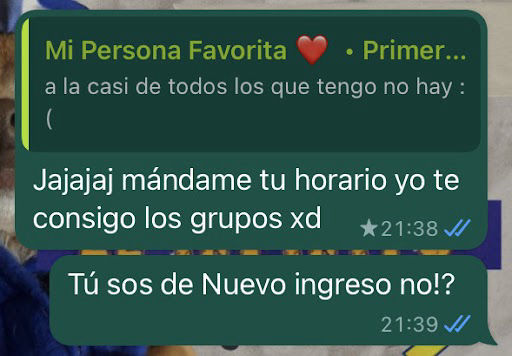 Mi Persona Favorita ❤️ • Primer...
a la casi de todos los que tengo no hay :
(
Jajajaj mándame tu horario yo te
consigo los grupos xd
★21:38
Tú sos de Nuevo ingreso no!?
21:39